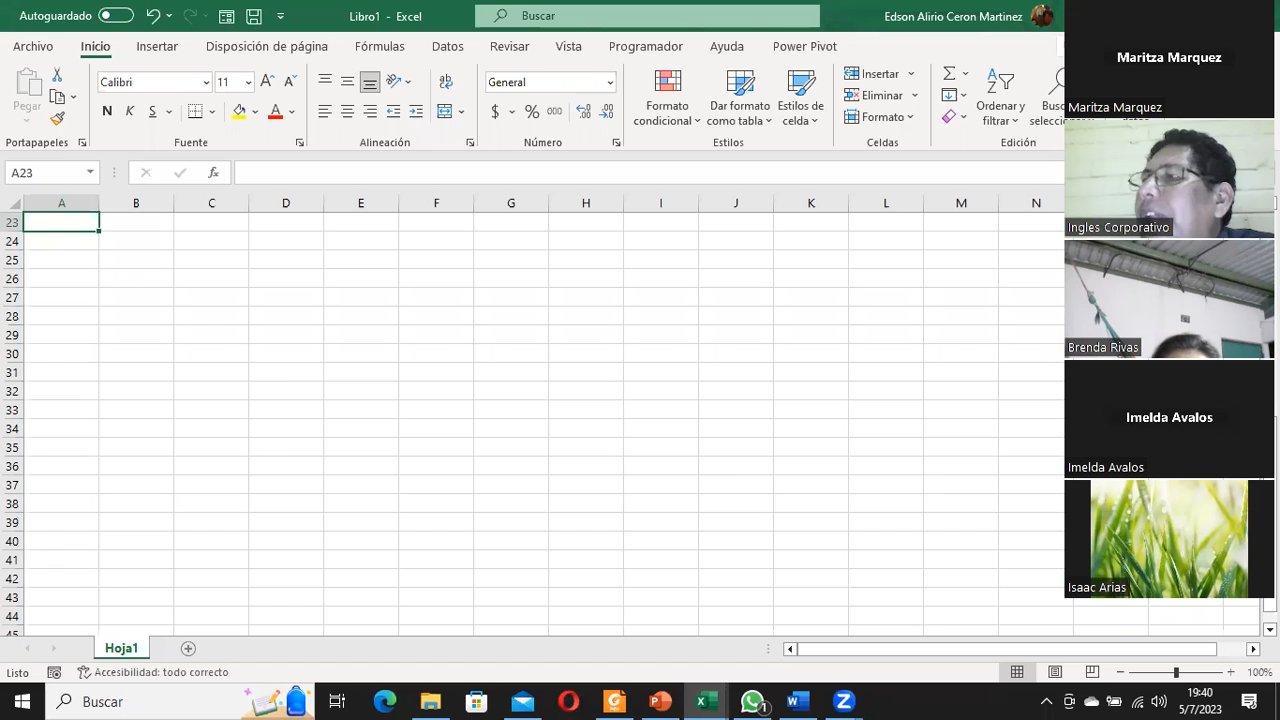 Autoguardado
Libro1 - Excel
Buscar
Edson Alirio Ceron Martinez
Archivo Inicio Insertar Disposición de página Fórmulas Datos Revisar Vista Programador Ayuda Power Pivot
Pegar
Calibri 11
N K S
General
$ % 000
Formato condicional
Dar formato como tabla
Estilos de celda
Insertar
Eliminar
Formato
Ordenar y filtrar
Portapapeles Fuente Alineación Número Estilos Celdas Edición
A23
fx
A B C D E F G H I J K L M N
23
24
25
26
27
28
29
30
31
32
33
34
35
36
37
38
39
40
41
42
43
44
45
Hoja1
Listo
Accesibilidad: todo correcto
100%
Buscar
19:40
5/7/2023
Maritza Marquez
Maritza Marquez
Ingles Corporativo
Brenda Rivas
Imelda Avalos
Imelda Avalos
Isaac Arias